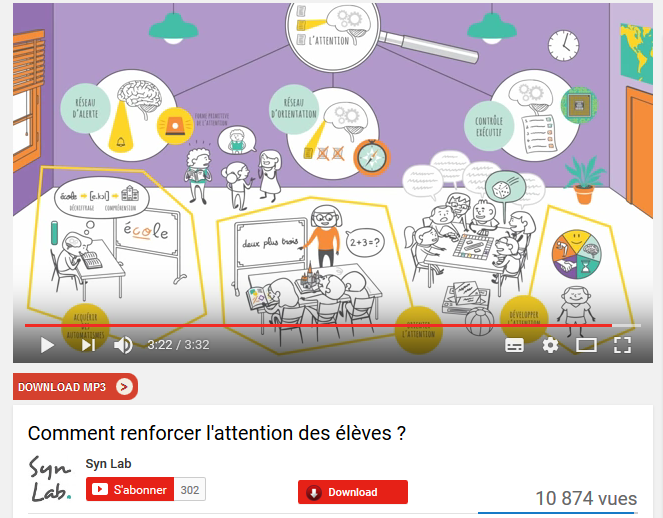 L'ATTENTION
RÉSEAU
D'ALERTE
FORME PRIMITIVE
DE L'ATTENTION
RÉSEAU
D'ORIENTATION
CONTRÔLE
EXÉCUTIF
école → [e.kɔl] →
DÉCHIFFRAGE COMPRÉHENSION
école
deux plus trois
2+3=?
ACQUÉRIR
DES
AUTOMATISMES
ORIENTER
L'ATTENTION
DÉVELOPPER
L'ATTENTION
3:22 / 3:32
DOWNLOAD MP3
Comment renforcer l'attention des élèves ?
Syn
Lab.
Syn Lab
S'abonner 302
Download
10 874 vues